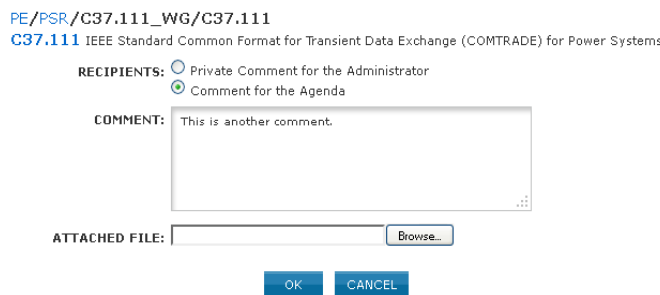 PE/PSR/C37.111_WG/C37.111
C37.111 IEEE Standard Common Format for Transient Data Exchange (COMTRADE) for Power Systems
RECIPIENTS: Private Comment for the Administrator
Comment for the Agenda
COMMENT: This is another comment.
ATTACHED FILE: Browse...
OK CANCEL